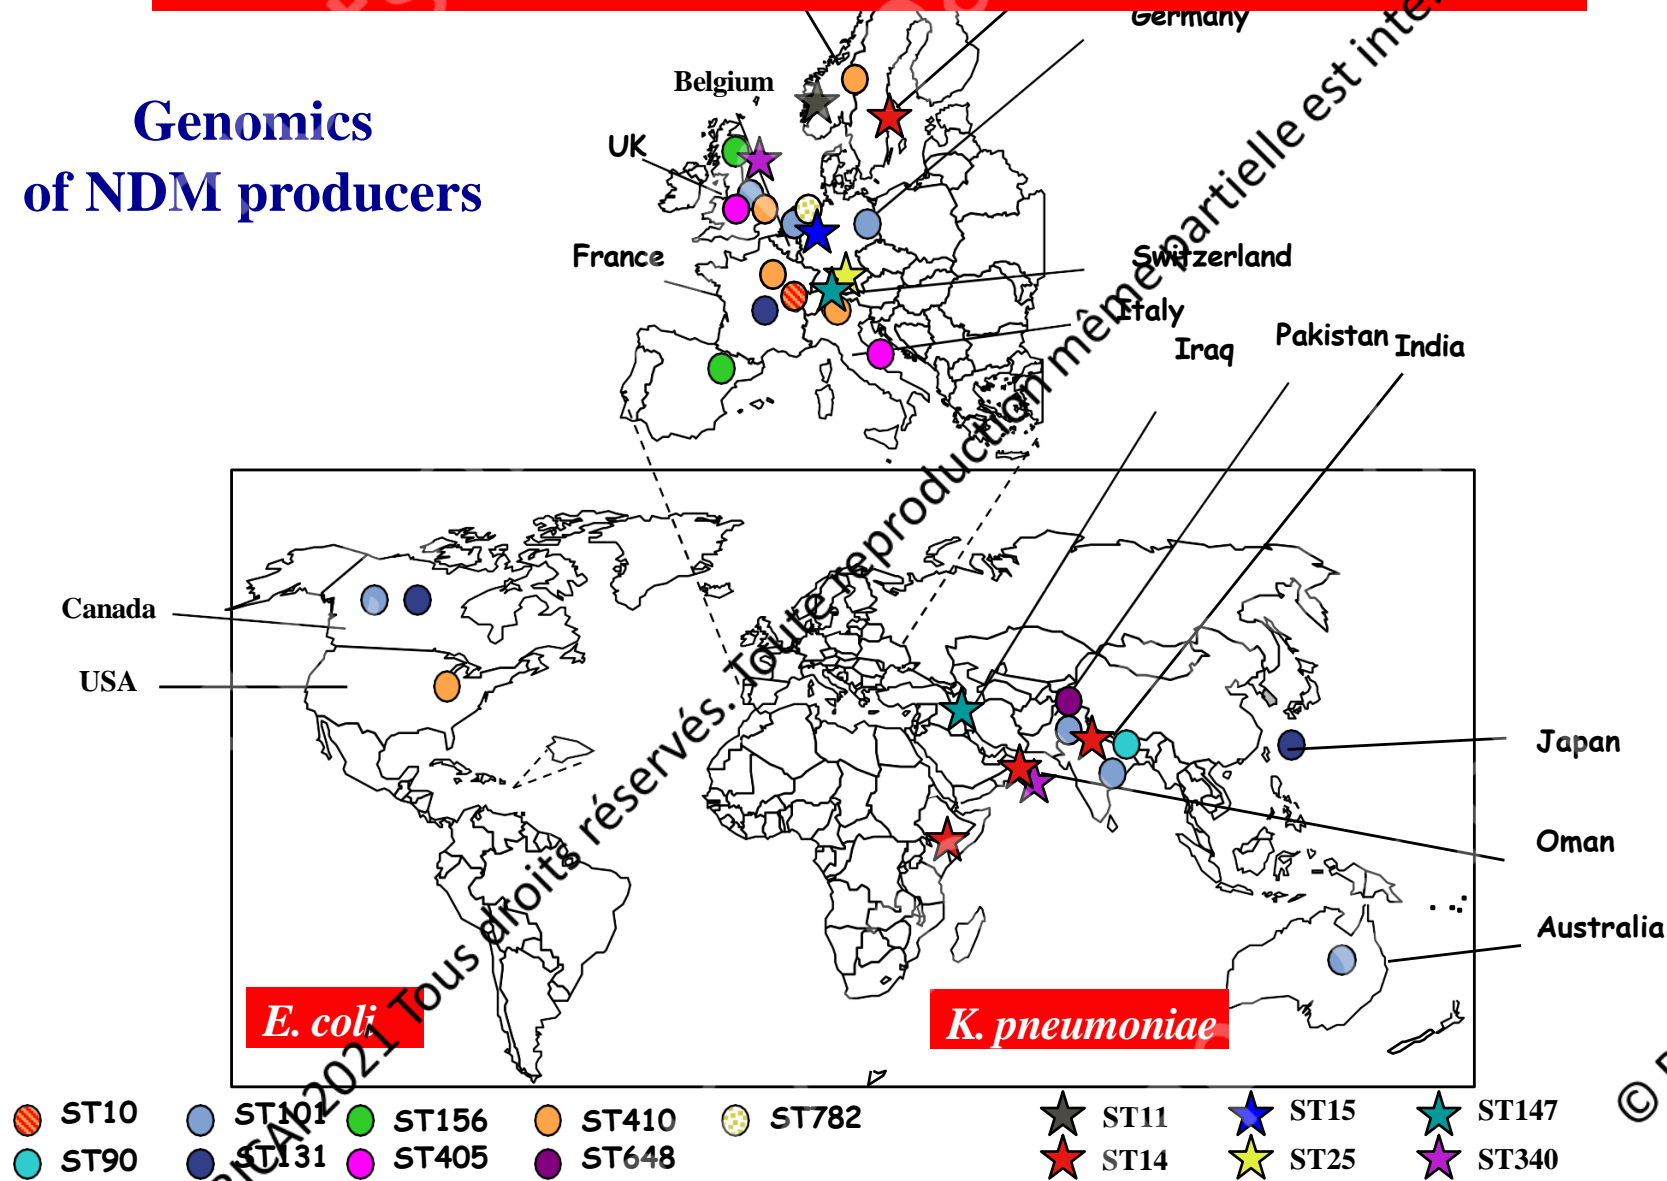 Germany
Belgium
Genomics
of NDM producers
UK
France
Switzerland
Italy
Iraq
Pakistan
India
Canada
USA
Japan
Oman
Australia
E. coli
K. pneumoniae
ST10
ST101
ST156
ST410
ST782
ST11
ST15
ST147
ST90
ST131
ST405
ST648
ST14
ST25
ST340
2021 Tous droits réservés. Toute reproduction même partielle est
©